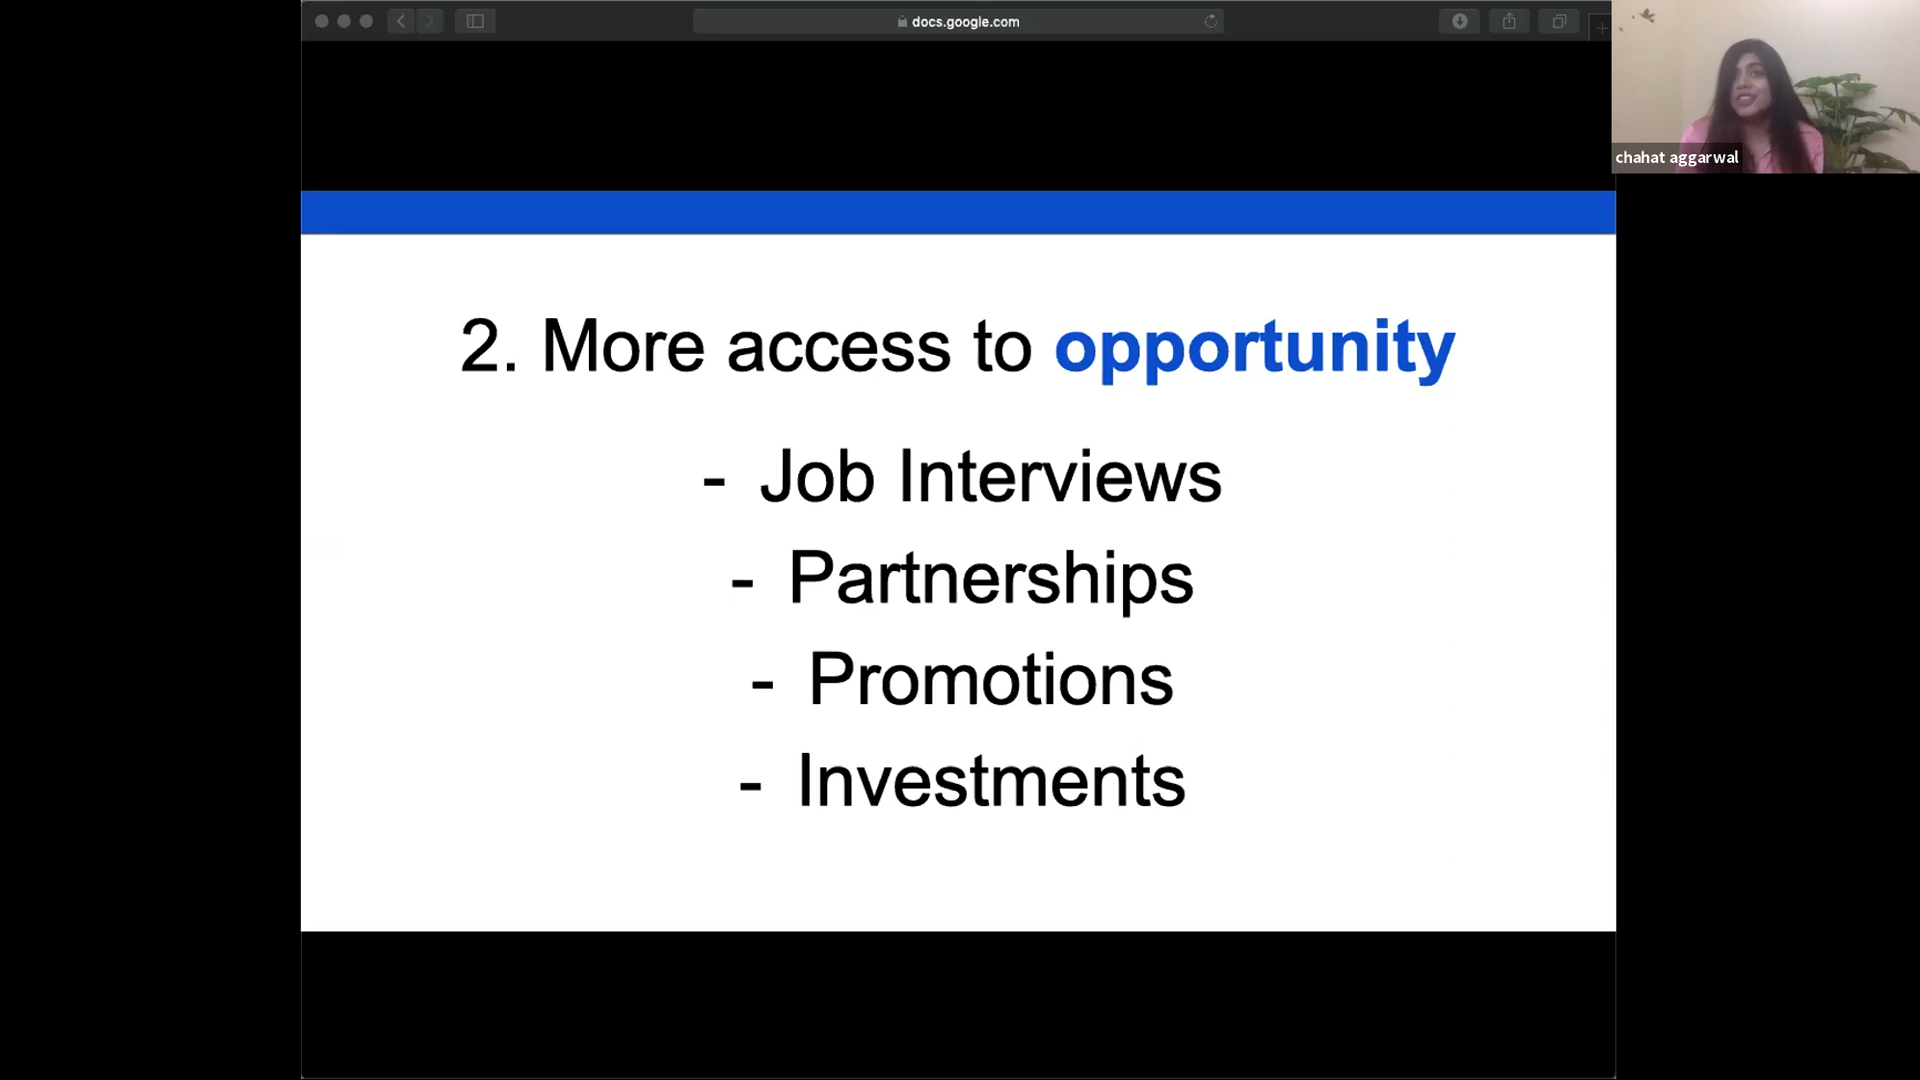 docs.google.com
chahat aggarwal
2. More access to opportunity
- Job Interviews
- Partnerships
- Promotions
- Investments